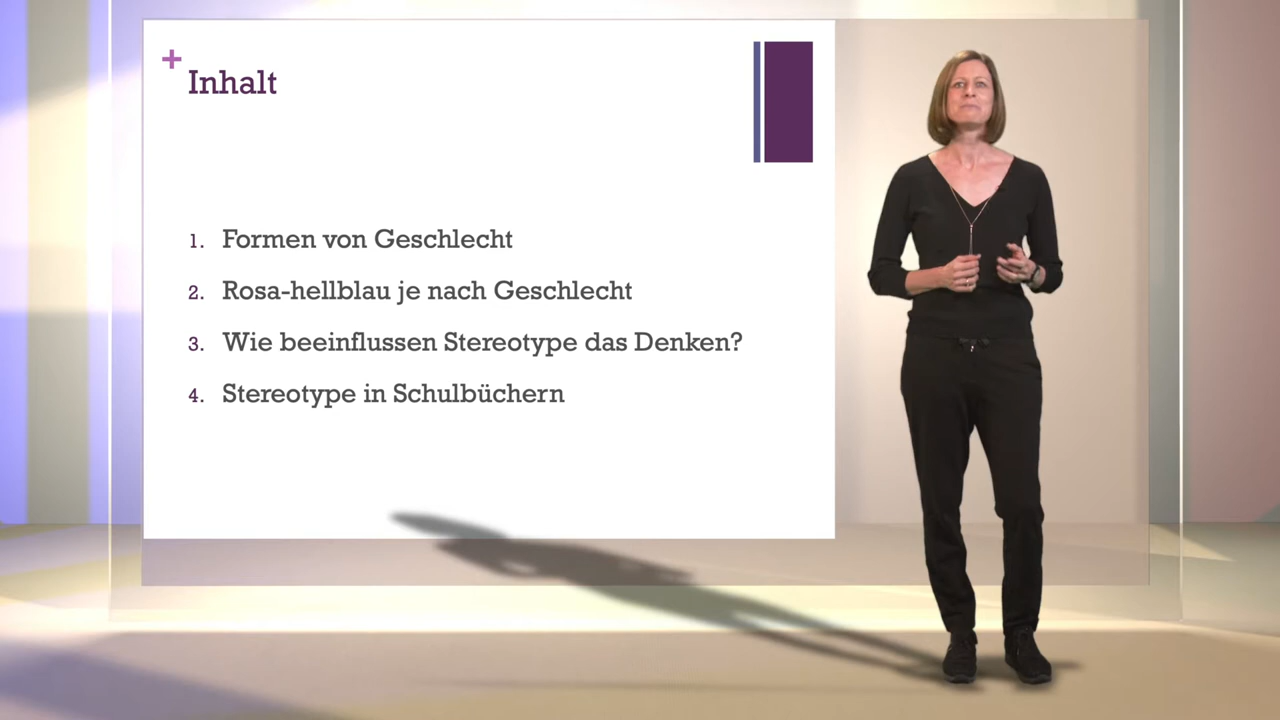 Inhalt
1. Formen von Geschlecht
2. Rosa-hellblau je nach Geschlecht
3. Wie beeinflussen Stereotype das Denken?
4. Stereotype in Schulbüchern